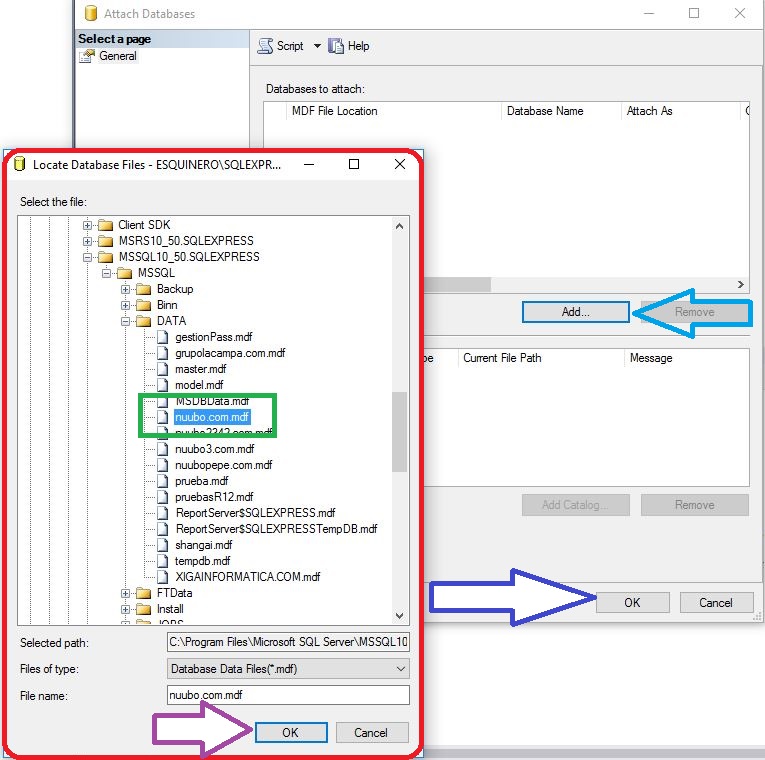 Attach Databases
Select a page
General
Script
Help
Databases to attach:
MDF File Location
Database Name
Attach As
Add...
Remove
Current File Path
Message
Add Catalog...
Remove
OK
Cancel
Locate Database Files - ESQUINERO\SQLEXPR...
Select the file:
Client SDK
MSRS10_50.SQLEXPRESS
MSSQL10_50.SQLEXPRESS
MSSQL
Backup
Binn
DATA
gestionPass.mdf
grupolacampa.com.mdf
master.mdf
model.mdf
MSDBData.mdf
nuubo.com.mdf
nuubo2342.com.mdf
nuubo3.com.mdf
nuubopepe.com.mdf
prueba.mdf
pruebasR12.mdf
ReportServer$SQLEXPRESS.mdf
ReportServer$SQLEXPRESSTempDB.mdf
shangai.mdf
tempdb.mdf
XIGAINFORMATICA.COM.mdf
FTData
Install
JOBS
Selected path: C:\Program Files\Microsoft SQL Server\MSSQL10
Files of type: Database Data Files(*.mdf)
File name: nuubo.com.mdf
OK
Cancel